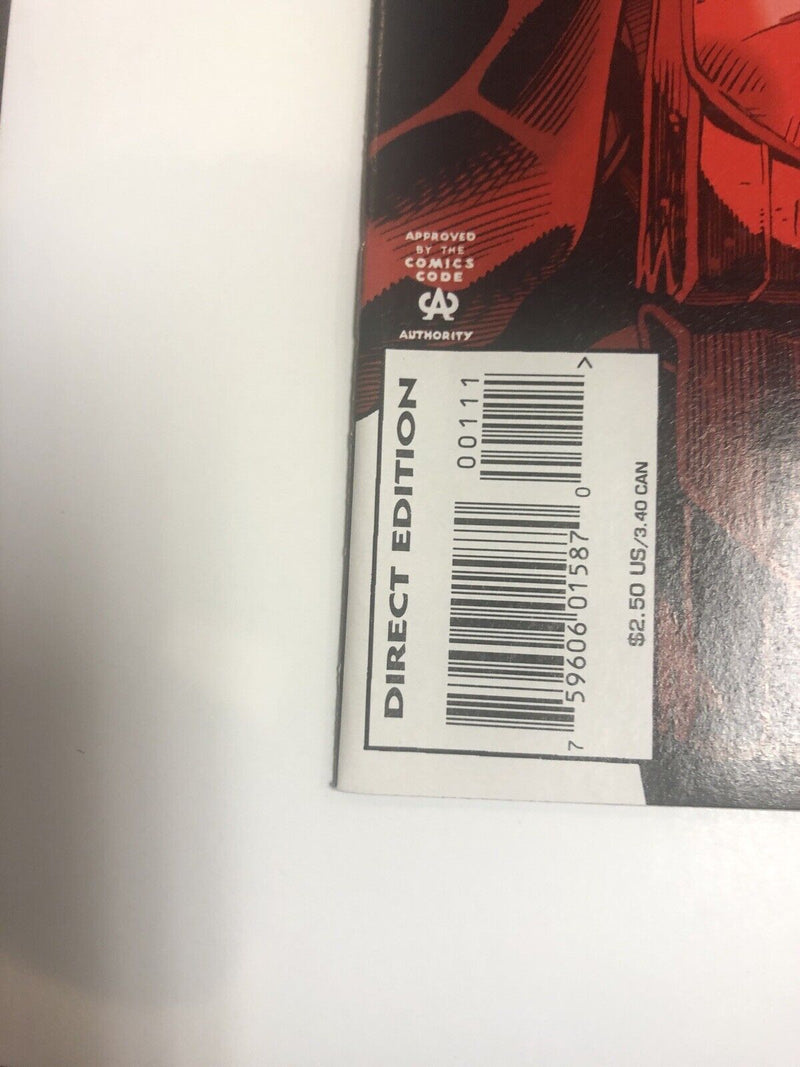 APPROVED
BY THE
COMICS
CODE
CA
AUTHORITY
DIRECT EDITION
00111
>
7 59606 01587 0
$2.50 US/3.40 CAN